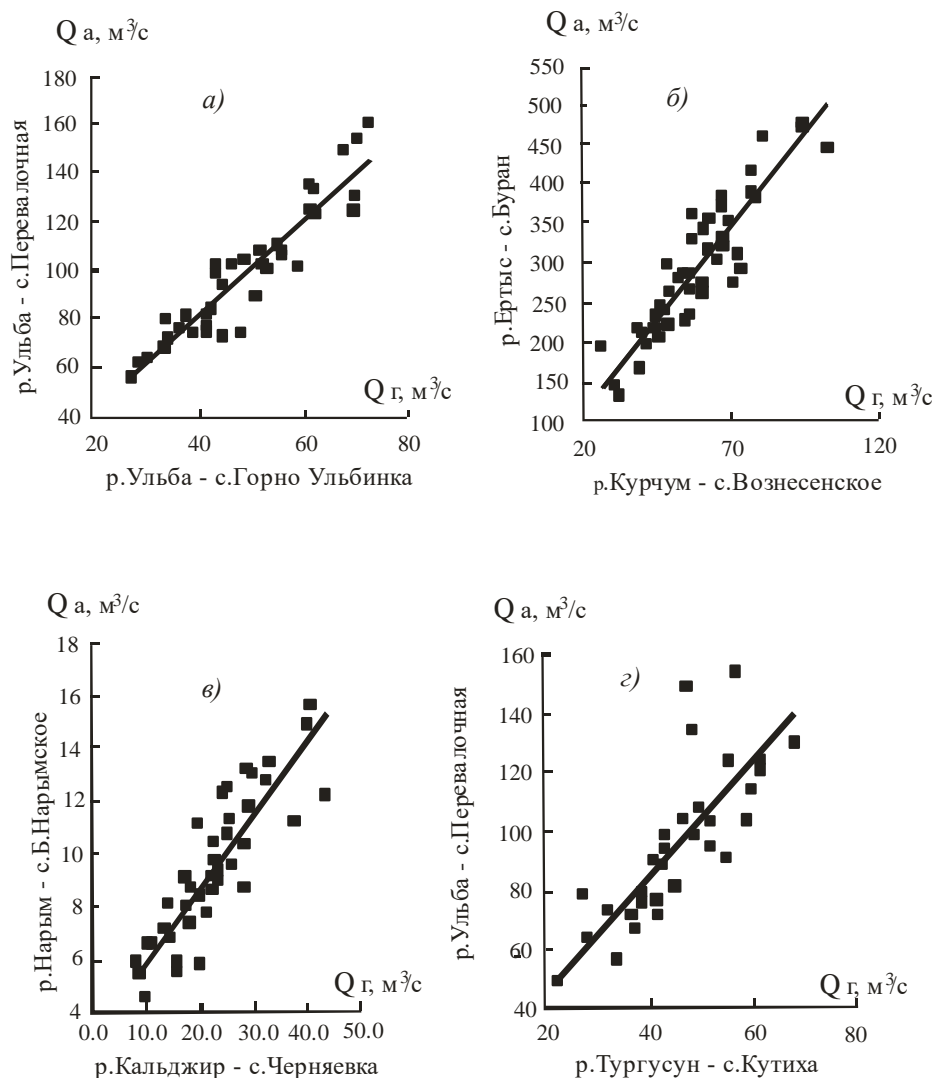 Q а, м³/с
180
160
140
120
100
80
60
40
20
40
60
80
а)
Q г, м³/с
р.Ульба - с.Перевалочная
р.Ульба - с.Горно Ульбинка
Q а, м³/с
550
500
450
400
350
300
250
200
150
100
20
70
120
б)
Q г, м³/с
р.Ертыс - с.Буран
р.Курчум - с.Вознесенское
Q а, м³/с
18
16
14
12
10
8
6
4
0.0
10.0
20.0
30.0
40.0
50.0
в)
Q г, м³/с
р.Нарым - с.Б.Нарымское
р.Кальджир - с.Черняевка
Q а, м³/с
160
140
120
100
80
60
40
20
40
60
80
г)
Q г, м³/с
р.Ульба - с.Перевалочная
р.Тургусун - с.Кутиха